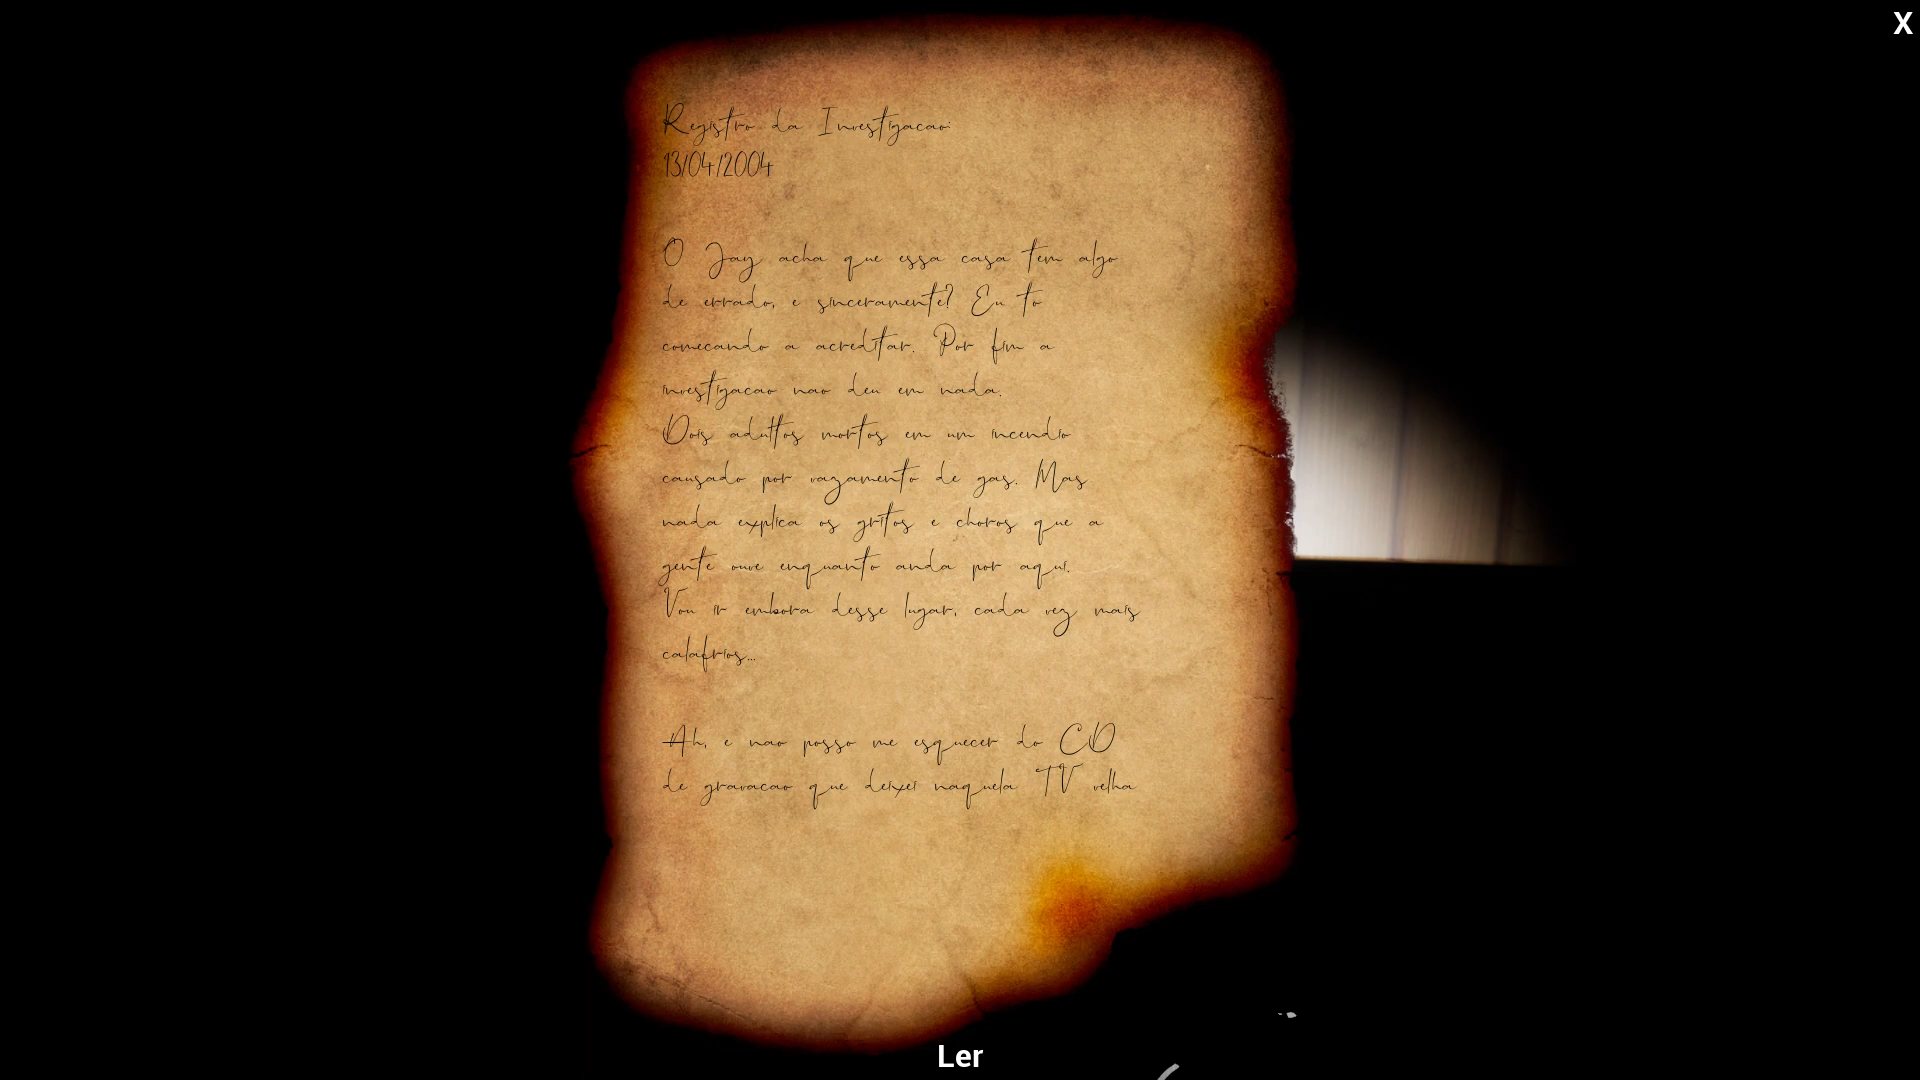 X
Registro da Investigacao:
13/04/2004
O Jay acha que essa casa tem algo
de errado, e sinceramente? Eu to
comecando a acreditar. Por fim a
investigacao nao deu em nada.
Dois adultos mortos em um incendio
causado por vazamento de gas. Mas
nada explica os gritos e choros que a
gente ouve enquanto anda por aqui.
Vou ir embora desse lugar, cada vez mais
calafrios...
Ah, e nao posso me esquecer do CD
de gravacao que deixei naquela TV velha
Ler